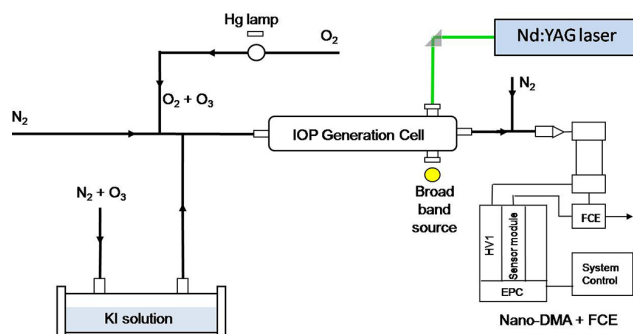 Hg lamp
O2
Nd:YAG laser
O2 + O3
N2
N2
IOP Generation Cell
N2 + O3
Broad
band
source
HV1
Sensor module
FCE
EPC
System
Control
KI solution
Nano-DMA + FCE